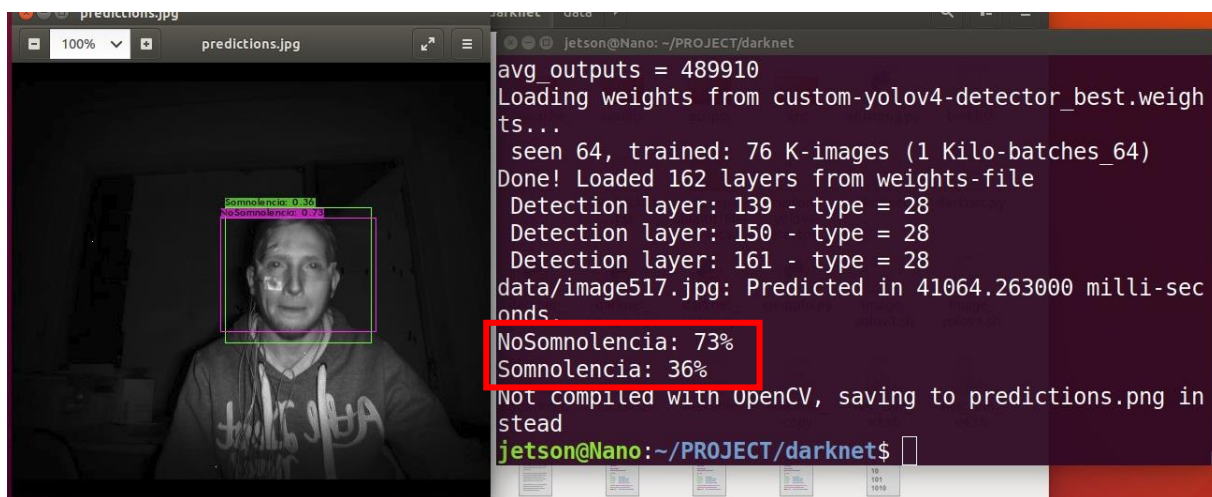 predictions.jpg
darknet data
100%
predictions.jpg
Somnolencia: 0.36
NoSomnolencia: 0.73
jetson@Nano: ~/PROJECT/darknet
avg_outputs = 489910
Loading weights from custom-yolov4-detector_best.weigh
ts...
seen 64, trained: 76 K-images (1 Kilo-batches_64)
Done! Loaded 162 layers from weights-file
Detection layer: 139 - type = 28
Detection layer: 150 - type = 28
Detection layer: 161 - type = 28
data/image517.jpg: Predicted in 41064.263000 milli-sec
onds.
NoSomnolencia: 73%
Somnolencia: 36%
Not compiled with OpenCV, saving to predictions.png in
stead
jetson@Nano:~/PROJECT/darknet$
10
101
1010